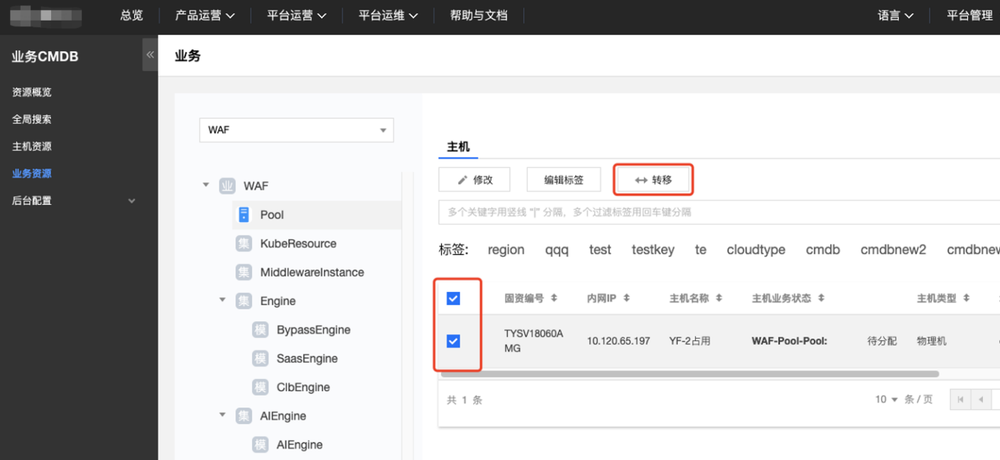 总览 产品运营 平台运营 平台运维 帮助与文档 语言 平台管理
业务CMDB
资源概览
全局搜索
主机资源
业务资源
后台配置
业务
WAF
业 WAF
Pool
集 KubeResource
集 MiddlewareInstance
集 Engine
模 BypassEngine
模 SaasEngine
模 ClbEngine
集 AIEngine
模 AIEngine
主机
修改 编辑标签 转移
多个关键字用竖线 “|” 分隔，多个过滤标签用回车键分隔
标签: region qqq test testkey te cloudtype cmdb cmdbnew2 cmdbnew
固资编号 内网IP 主机名称 主机业务状态 主机类型
TYSV18060A
MG
10.120.65.197 YF-2占用 WAF-Pool-Pool: 待分配 物理机
共 1 条
10 条 / 页